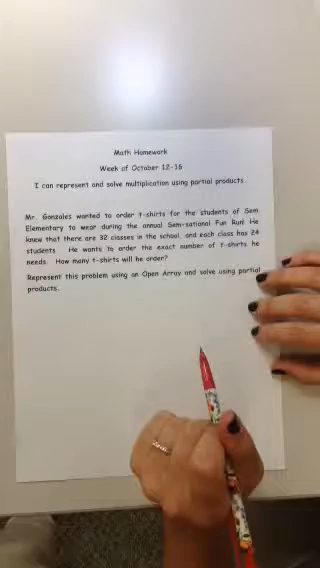 Math Homework
Week of October 12-16
I can represent and solve multiplication using partial products.
Mr. Gonzales wanted to order t-shirts for the students of Sem
Elementary to wear during the annual Sem-sational Fun Run! He
knew that there are 32 classes in the school, and each class has 24
students. He wants to order the exact number of t-shirts he
needs. How many t-shirts will he order?
Represent this problem using an Open Array and solve using partial
products.